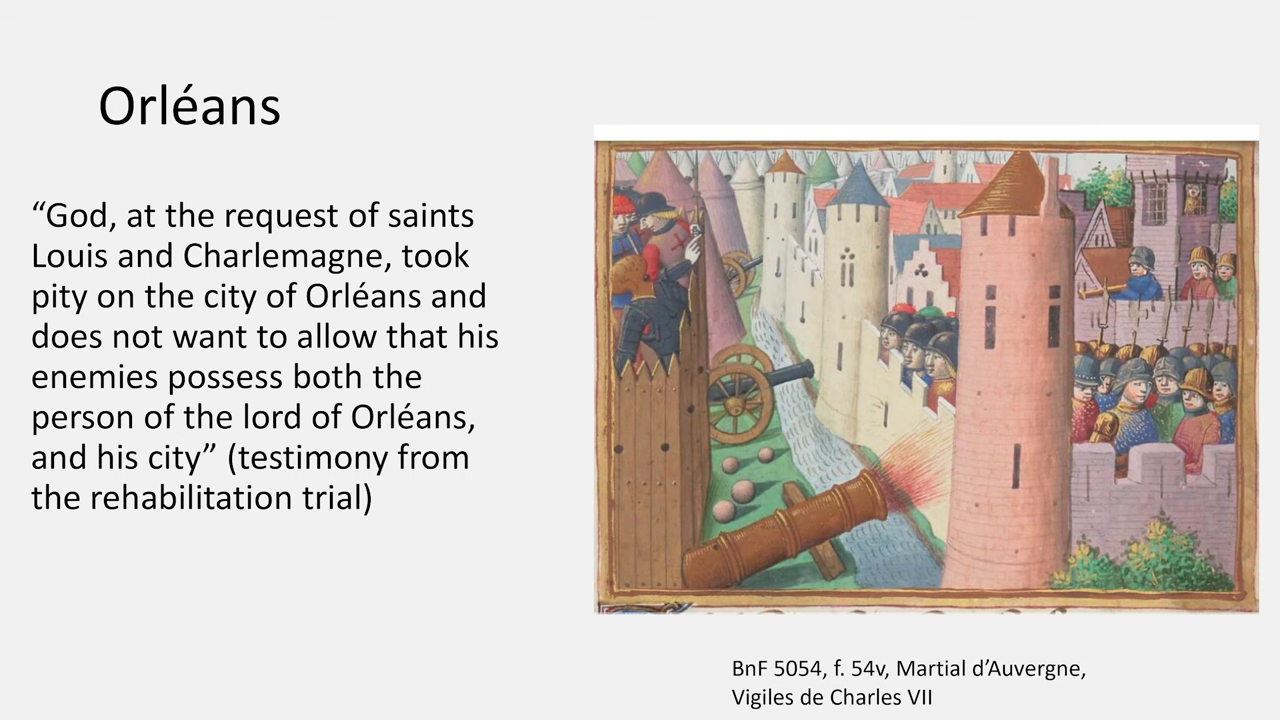 Orléans
“God, at the request of saints
Louis and Charlemagne, took
pity on the city of Orléans and
does not want to allow that his
enemies possess both the
person of the lord of Orléans,
and his city” (testimony from
the rehabilitation trial)
BnF 5054, f. 54v, Martial d’Auvergne,
Vigiles de Charles VII